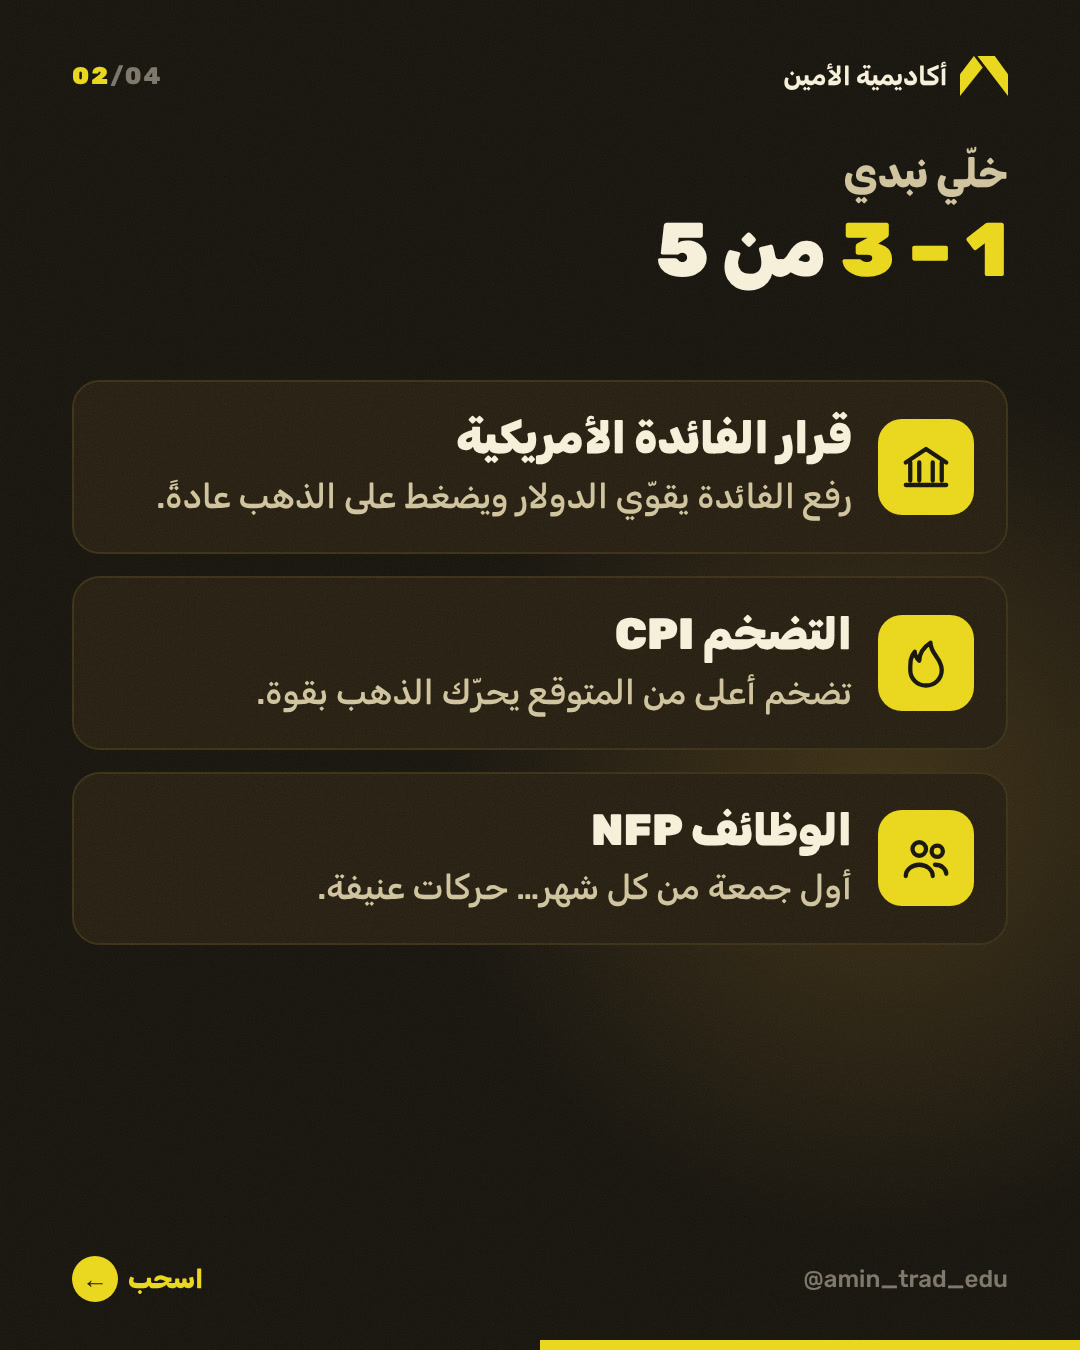 أكاديمية الأمين
02/04
خلّي نبدي
1 – 3 من 5
قرار الفائدة الأمريكية
رفع الفائدة يقوّي الدولار ويضغط على الذهب عادةً.
التضخم CPI
تضخم أعلى من المتوقع يحرّك الذهب بقوة.
الوظائف NFP
أول جمعة من كل شهر… حركات عنيفة.
@amin_trad_edu
اسحب ←